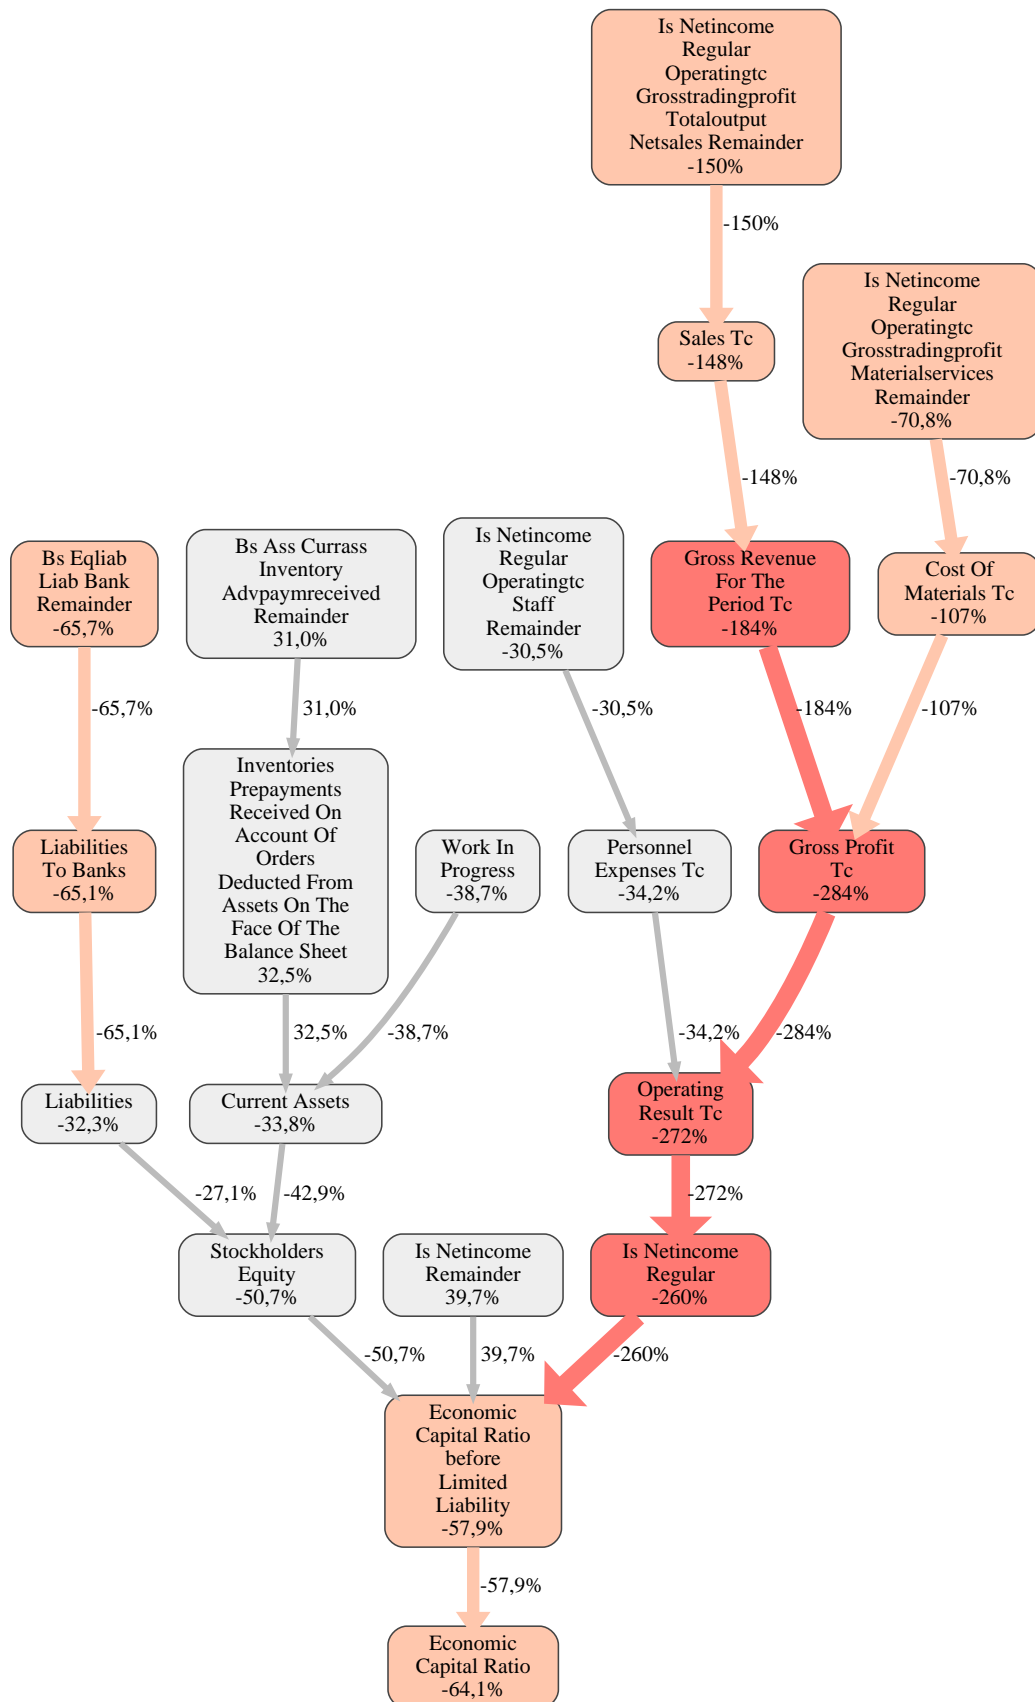 Is Netincome
Regular
Operatingtc
Grosstradingprofit
Totaloutput
Netsales Remainder
-150%
-150%
Is Netincome
Regular
Operatingtc
Grosstradingprofit
Materialservices
Remainder
-70,8%
Sales Tc
-148%
-148%
-70,8%
Bs Eqliab
Liab Bank
Remainder
-65,7%
Bs Ass Currass
Inventory
Advpaymreceived
Remainder
31,0%
Is Netincome
Regular
Operatingtc
Staff
Remainder
-30,5%
Gross Revenue
For The
Period Tc
-184%
Cost Of
Materials Tc
-107%
-65,7%
31,0%
-30,5%
-184%
-107%
Liabilities
To Banks
-65,1%
Inventories
Prepayments
Received On
Account Of
Orders
Deducted From
Assets On The
Face Of The
Balance Sheet
32,5%
Work In
Progress
-38,7%
Personnel
Expenses Tc
-34,2%
Gross Profit
Tc
-284%
-65,1%
32,5%
-38,7%
-34,2%
-284%
Liabilities
-32,3%
Current Assets
-33,8%
Operating
Result Tc
-272%
-27,1%
-42,9%
-272%
Stockholders
Equity
-50,7%
Is Netincome
Remainder
39,7%
Is Netincome
Regular
-260%
-50,7%
39,7%
-260%
Economic
Capital Ratio
before
Limited
Liability
-57,9%
-57,9%
Economic
Capital Ratio
-64,1%